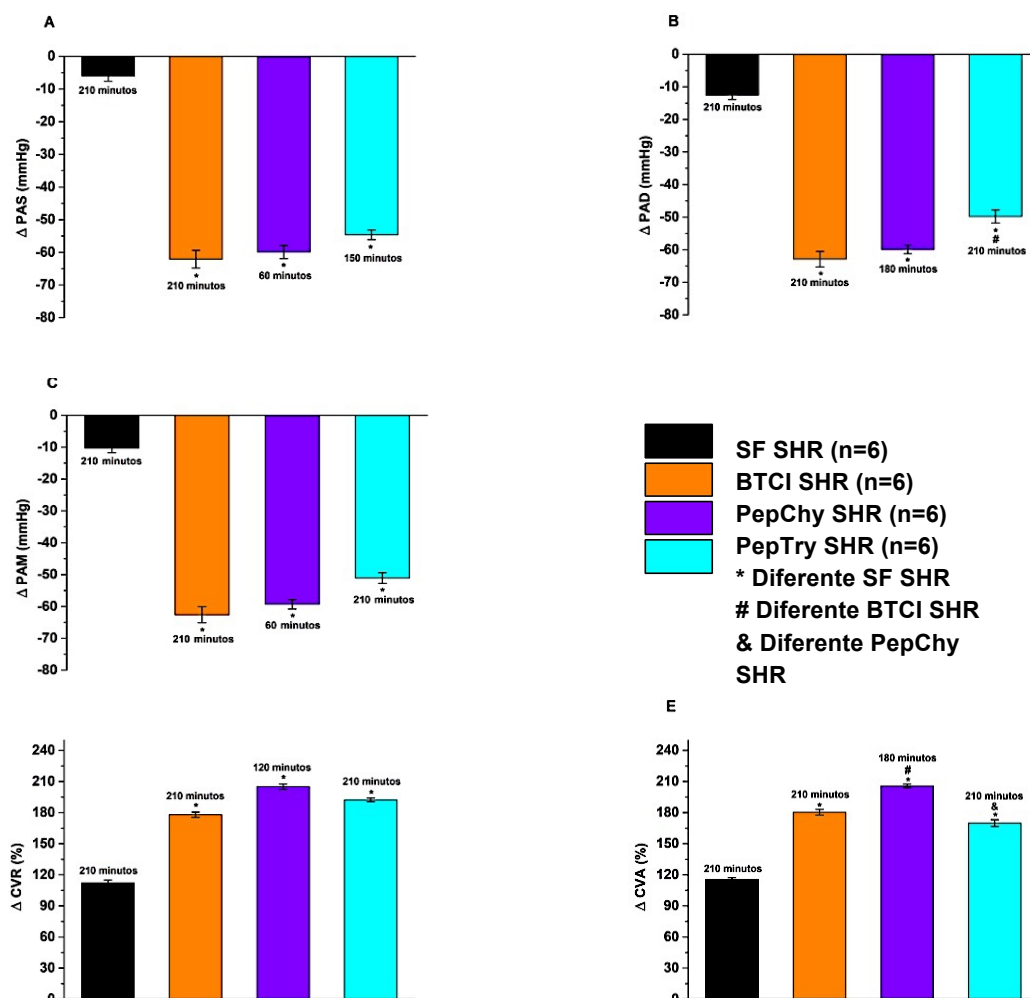 A
0
-10
-20
-30
-40
-50
-60
-70
-80
Δ PAS (mmHg)
210 minutos
*
210 minutos
*
60 minutos
*
150 minutos
B
0
-10
-20
-30
-40
-50
-60
-70
-80
Δ PAD (mmHg)
210 minutos
*
210 minutos
*
180 minutos
*
#
210 minutos
C
0
-10
-20
-30
-40
-50
-60
-70
-80
Δ PAM (mmHg)
210 minutos
*
210 minutos
*
60 minutos
*
210 minutos
SF SHR (n=6)
BTCI SHR (n=6)
PepChy SHR (n=6)
PepTry SHR (n=6)
* Diferente SF SHR
# Diferente BTCI SHR
& Diferente PepChy
SHR
240
210
180
150
120
90
60
30
0
Δ CVR (%)
210 minutos
210 minutos
*
120 minutos
*
210 minutos
*
E
240
210
180
150
120
90
60
30
0
Δ CVA (%)
210 minutos
210 minutos
*
180 minutos
#
*
210 minutos
&
*